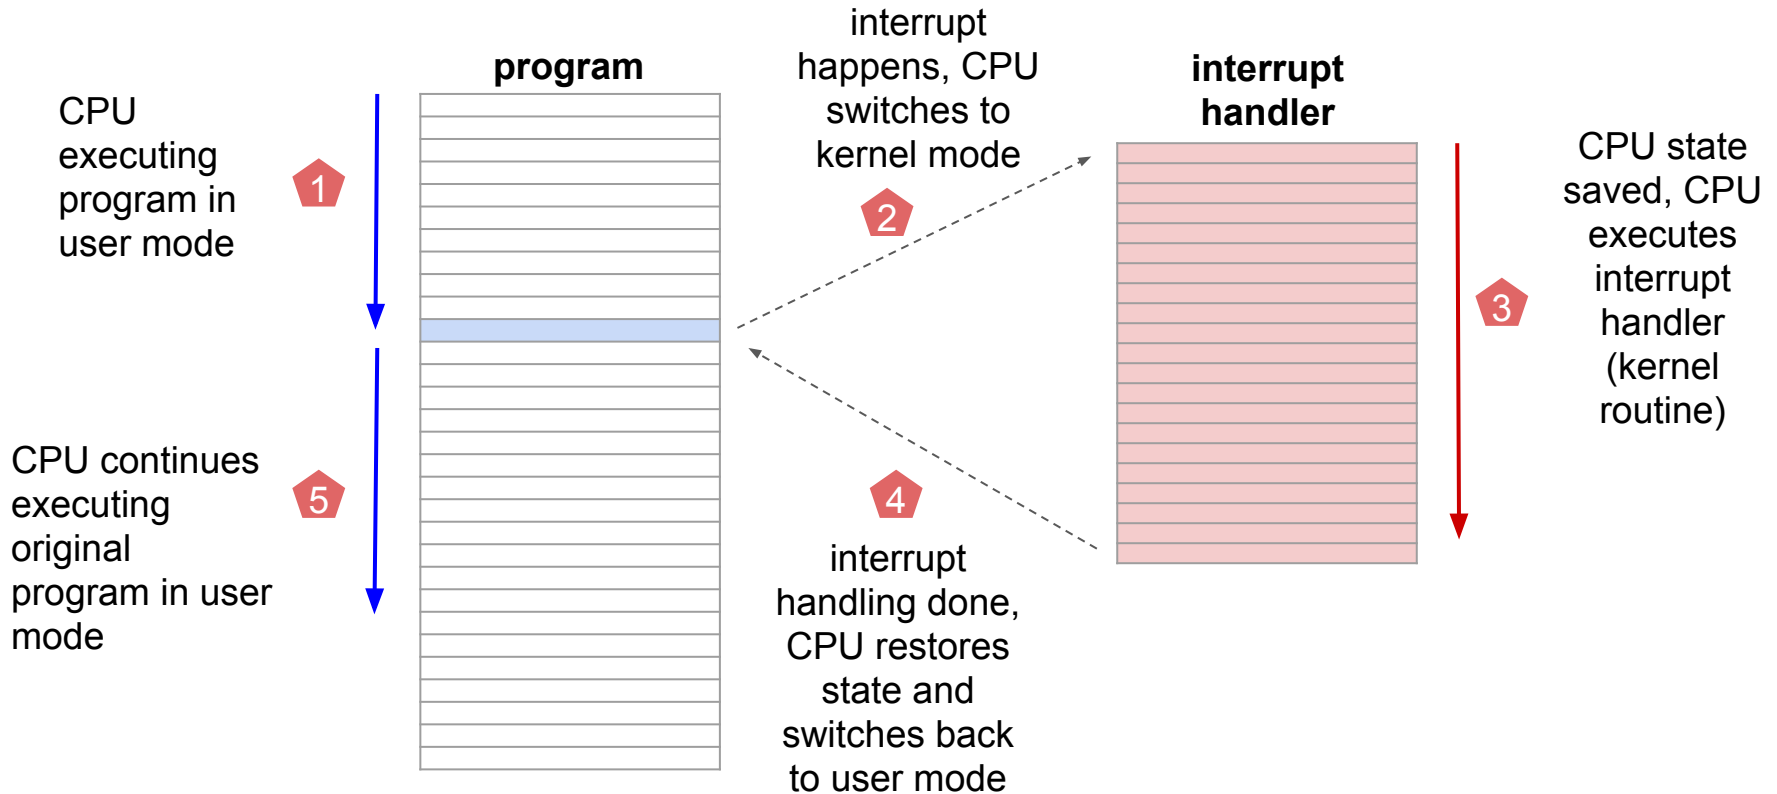 CPU
executing
program in
user mode
1
program
interrupt
happens, CPU
switches to
kernel mode
2
interrupt
handler
CPU state
saved, CPU
executes
interrupt
handler
(kernel
routine)
3
4
interrupt
handling done,
CPU restores
state and
switches back
to user mode
CPU continues
executing
original
program in user
mode
5